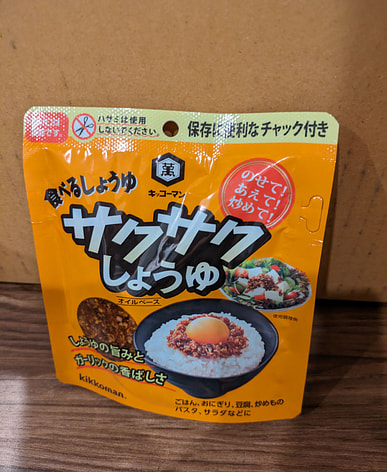 ハサミは使用
しないでください。
保存に便利なチャック付き
萬
キッコーマン
食べるしょうゆ
のせて!
あえて!
炒めて!
サクサク
しょうゆ
オイルベース
しょうゆの旨みと
ガーリックの香ばしさ
kikkoman
ごはん、おにぎり、豆腐、炒めもの
パスタ、サラダなどに